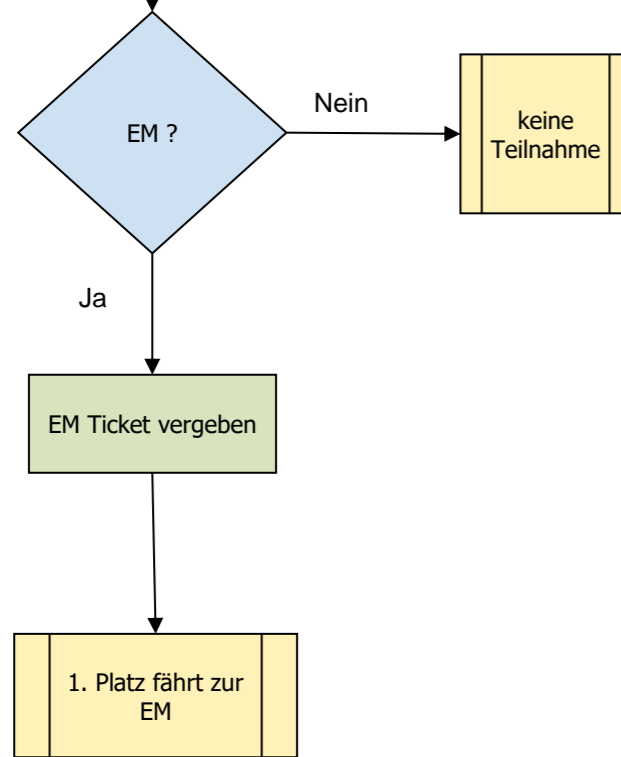 EM ?
Nein
keine
Teilnahme
Ja
EM Ticket vergeben
1. Platz fährt zur
EM